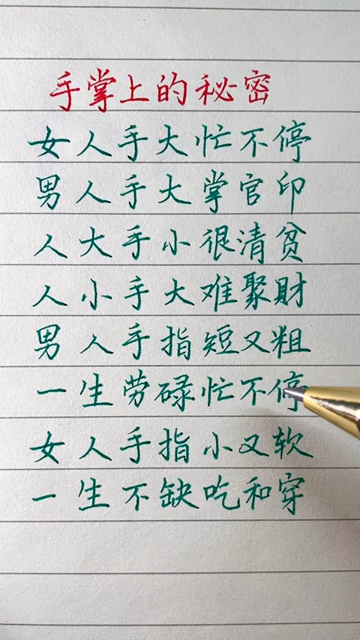 手掌上的秘密
女人手大忙不停
男人手大掌官印
人大手小很清贫
人小手大难聚財
男人手指短又粗
一生劳碌忙不停
女人手指小又软
一生不缺吃和穿